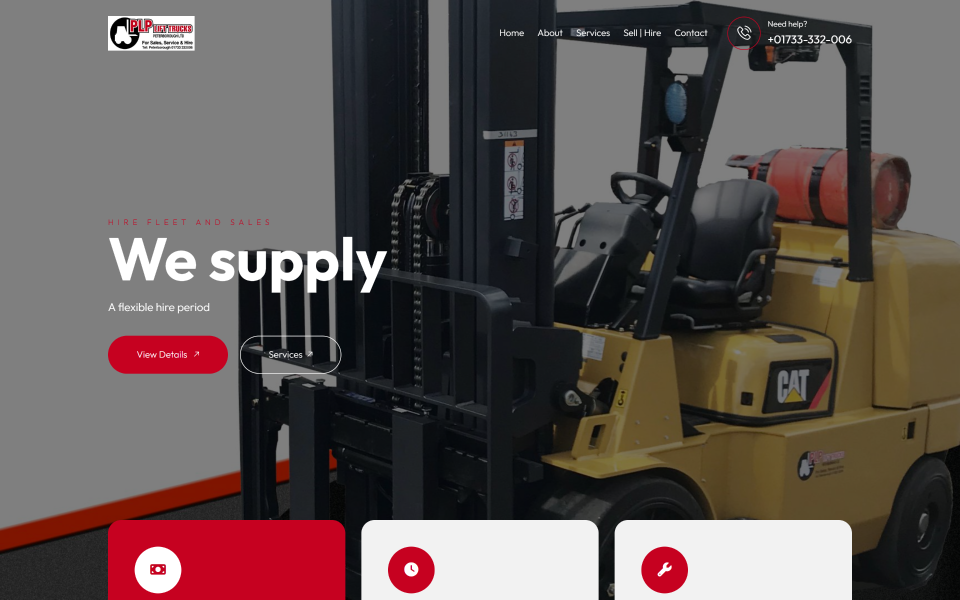 PLP LIFT TRUCKS
PETERBOROUGH LTD
For Sales, Service & Hire
Tel: Peterborough 01733 332006
Home
About
Services
Sell | Hire
Contact
Need help?
+01733-332-006
HIRE FLEET AND SALES
We supply
A flexible hire period
View Details
Services
CAT